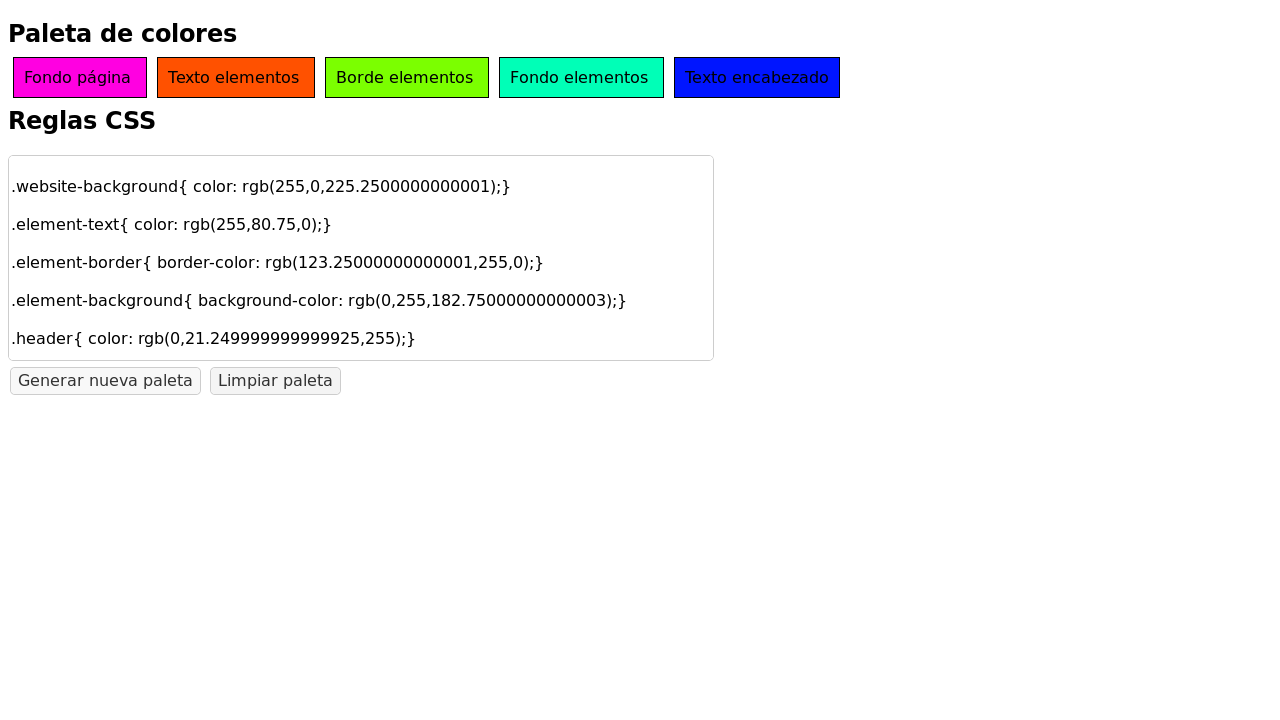 Paleta de colores
Fondo página Texto elementos Borde elementos Fondo elementos Texto encabezado
Reglas CSS
.website-background{ color: rgb(255,0,225.2500000000001);}
.element-text{ color: rgb(255,80.75,0);}
.element-border{ border-color: rgb(123.25000000000001,255,0);}
.element-background{ background-color: rgb(0,255,182.75000000000003);}
.header{ color: rgb(0,21.249999999999925,255);}
Generar nueva paleta Limpiar paleta